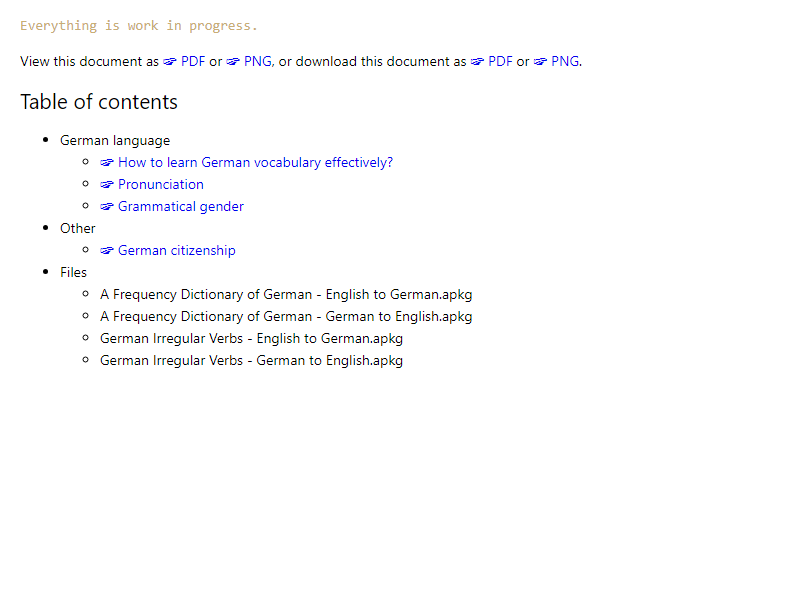 Everything is work in progress.
View this document as ☞ PDF or ☞ PNG, or download this document as ☞ PDF or ☞ PNG.
Table of contents
• German language
◦ ☞ How to learn German vocabulary effectively?
◦ ☞ Pronunciation
◦ ☞ Grammatical gender
• Other
◦ ☞ German citizenship
• Files
◦ A Frequency Dictionary of German - English to German.apkg
◦ A Frequency Dictionary of German - German to English.apkg
◦ German Irregular Verbs - English to German.apkg
◦ German Irregular Verbs - German to English.apkg